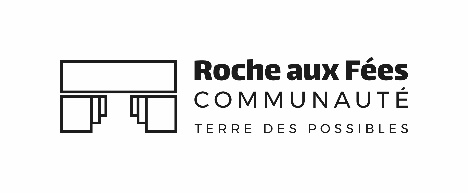 Roche aux Fées
COMMUNAUTÉ
TERRE DES POSSIBLES